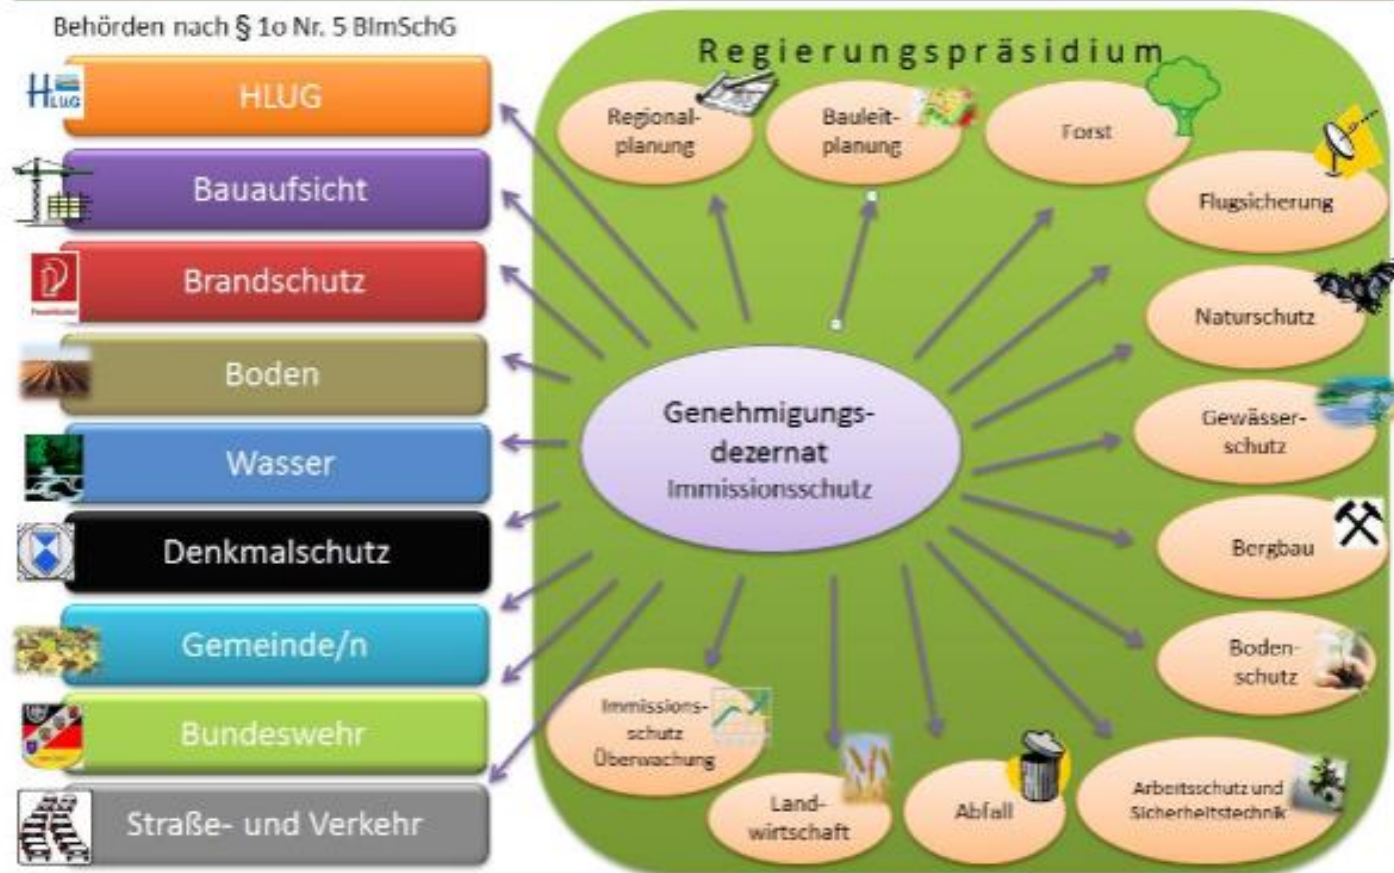 Behörden nach § 1o Nr. 5 BImSchG
HLUG
HLUG
Bauaufsicht
Brandschutz
Boden
Wasser
Denkmalschutz
Gemeinde/n
Bundeswehr
Straße- und Verkehr
Regierungspräsidium
Regional-
planung
Bauleit-
planung
Forst
Flugsicherung
Naturschutz
Gewässer-
schutz
Bergbau
Boden-
schutz
Arbeitsschutz und
Sicherheitstechnik
Abfall
Land-
wirtschaft
Immissions-
schutz
Überwachung
Genehmigungs-
dezernat
Immissionsschutz